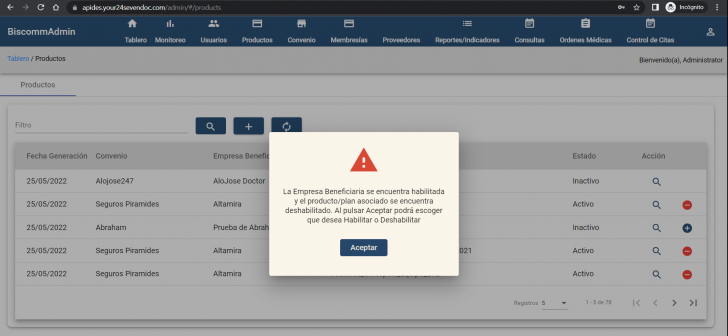 apides.your24sevendoc.com/admin/#/products
Incógnito
BiscommAdmin
Tablero Monitoreo Usuarios Productos Convenio Membresías Proveedores Reportes/Indicadores Consultas Ordenes Médicas Control de Citas
Tablero / Productos
Bienvenido(a), Administrator
Productos
Filtro
Fecha Generación Convenio Empresa Benefic Estado Acción
25/05/2022 Alojose247 AloJose Doctor Inactivo
25/05/2022 Seguros Piramides Altamira Activo
25/05/2022 Abraham Prueba de Abrah Inactivo
25/05/2022 Seguros Piramides Altamira 2021 Activo
25/05/2022 Seguros Piramides Altamira Activo
La Empresa Beneficiaria se encuentra habilitada
y el producto/plan asociado se encuentra
deshabilitado. Al pulsar Aceptar podrá escoger
que desea Habilitar o Deshabilitar
Aceptar
Registros 5 1 - 5 de 78